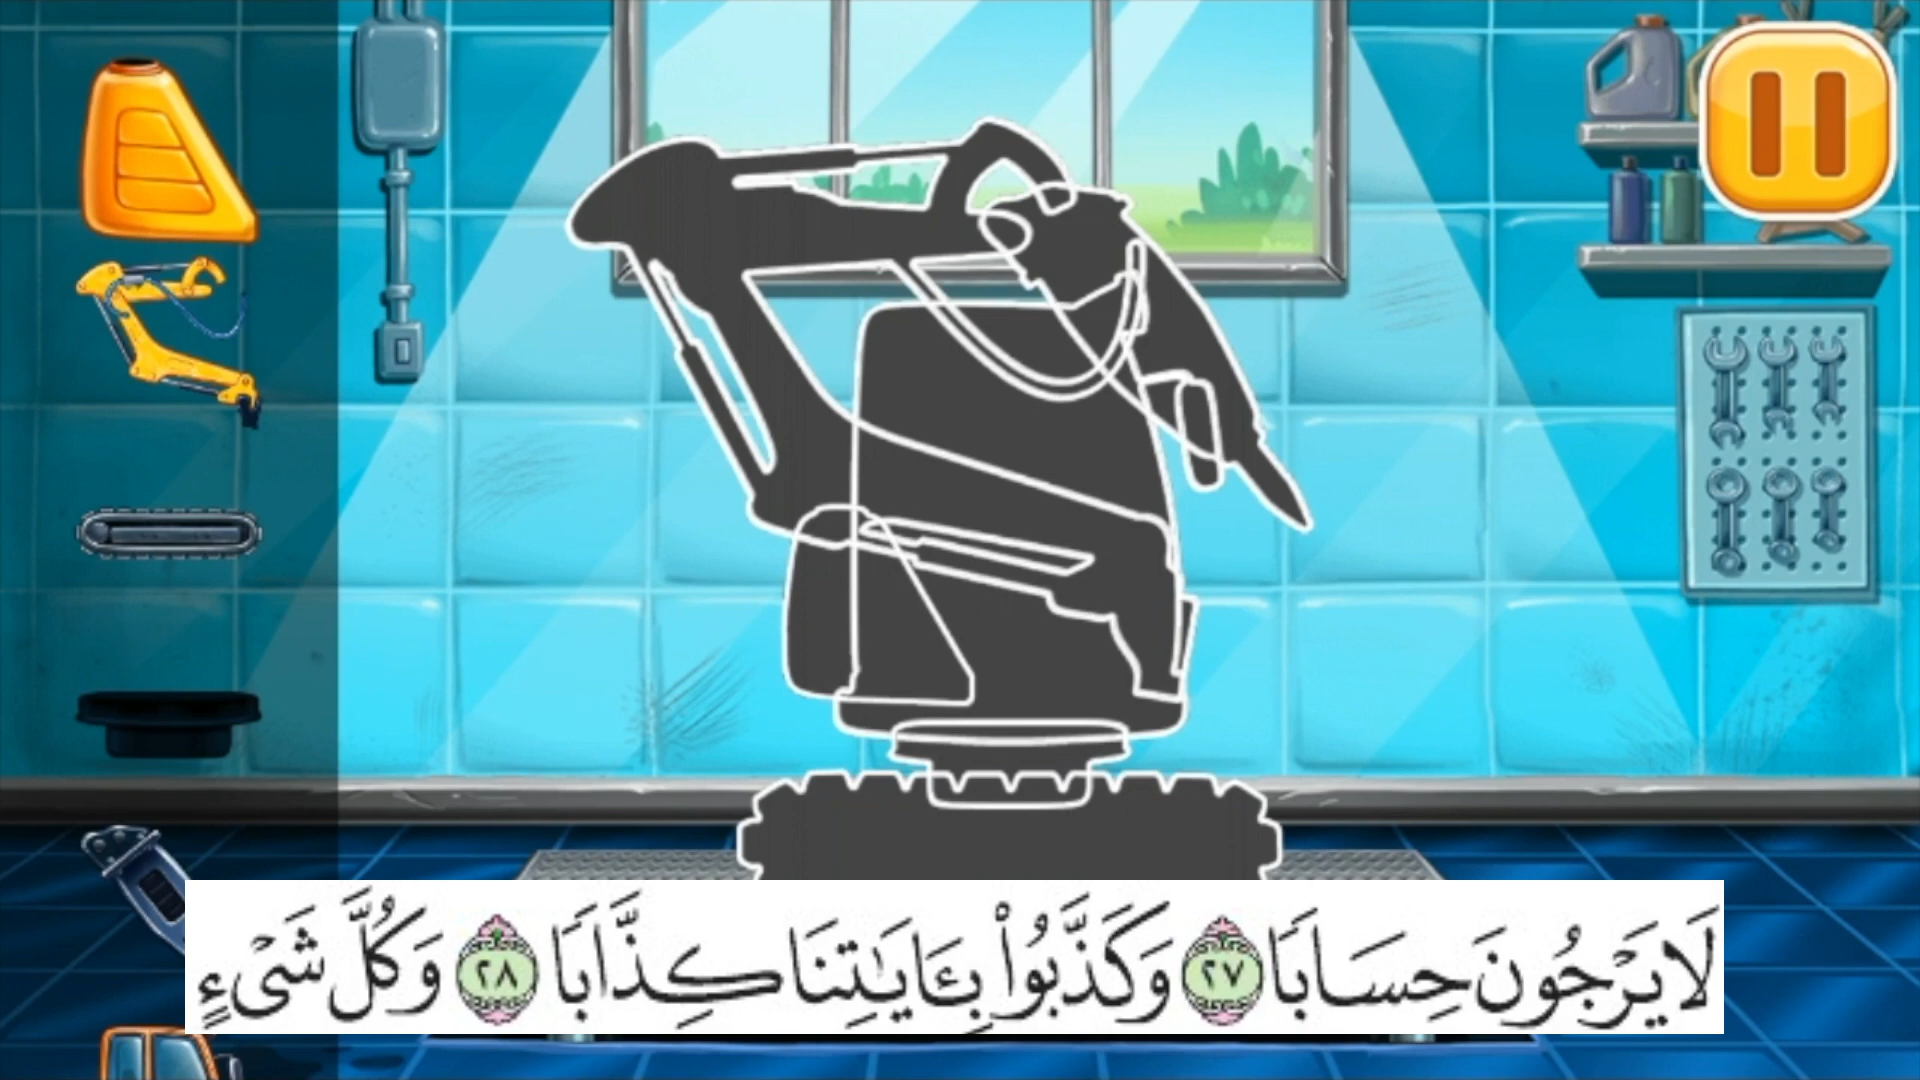 لَا يَرْجُونَ حِسَابًا ٢٧ وَكَذَّبُوا۟ بِـَٔايَـٰتِنَا كِذَّابًا ٢٨ وَكُلَّ شَىْءٍ